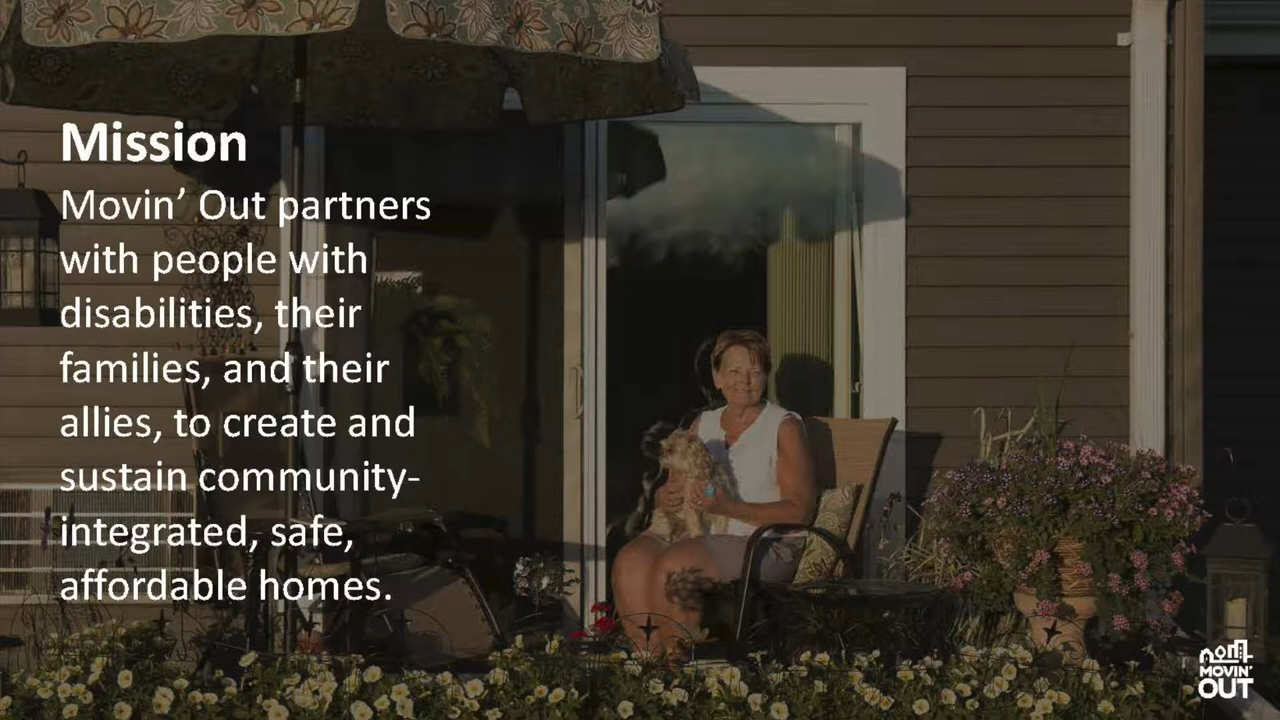 Mission
Movin’ Out partners
with people with
disabilities, their
families, and their
allies, to create and
sustain community-
integrated, safe,
affordable homes.
MOVIN’
OUT